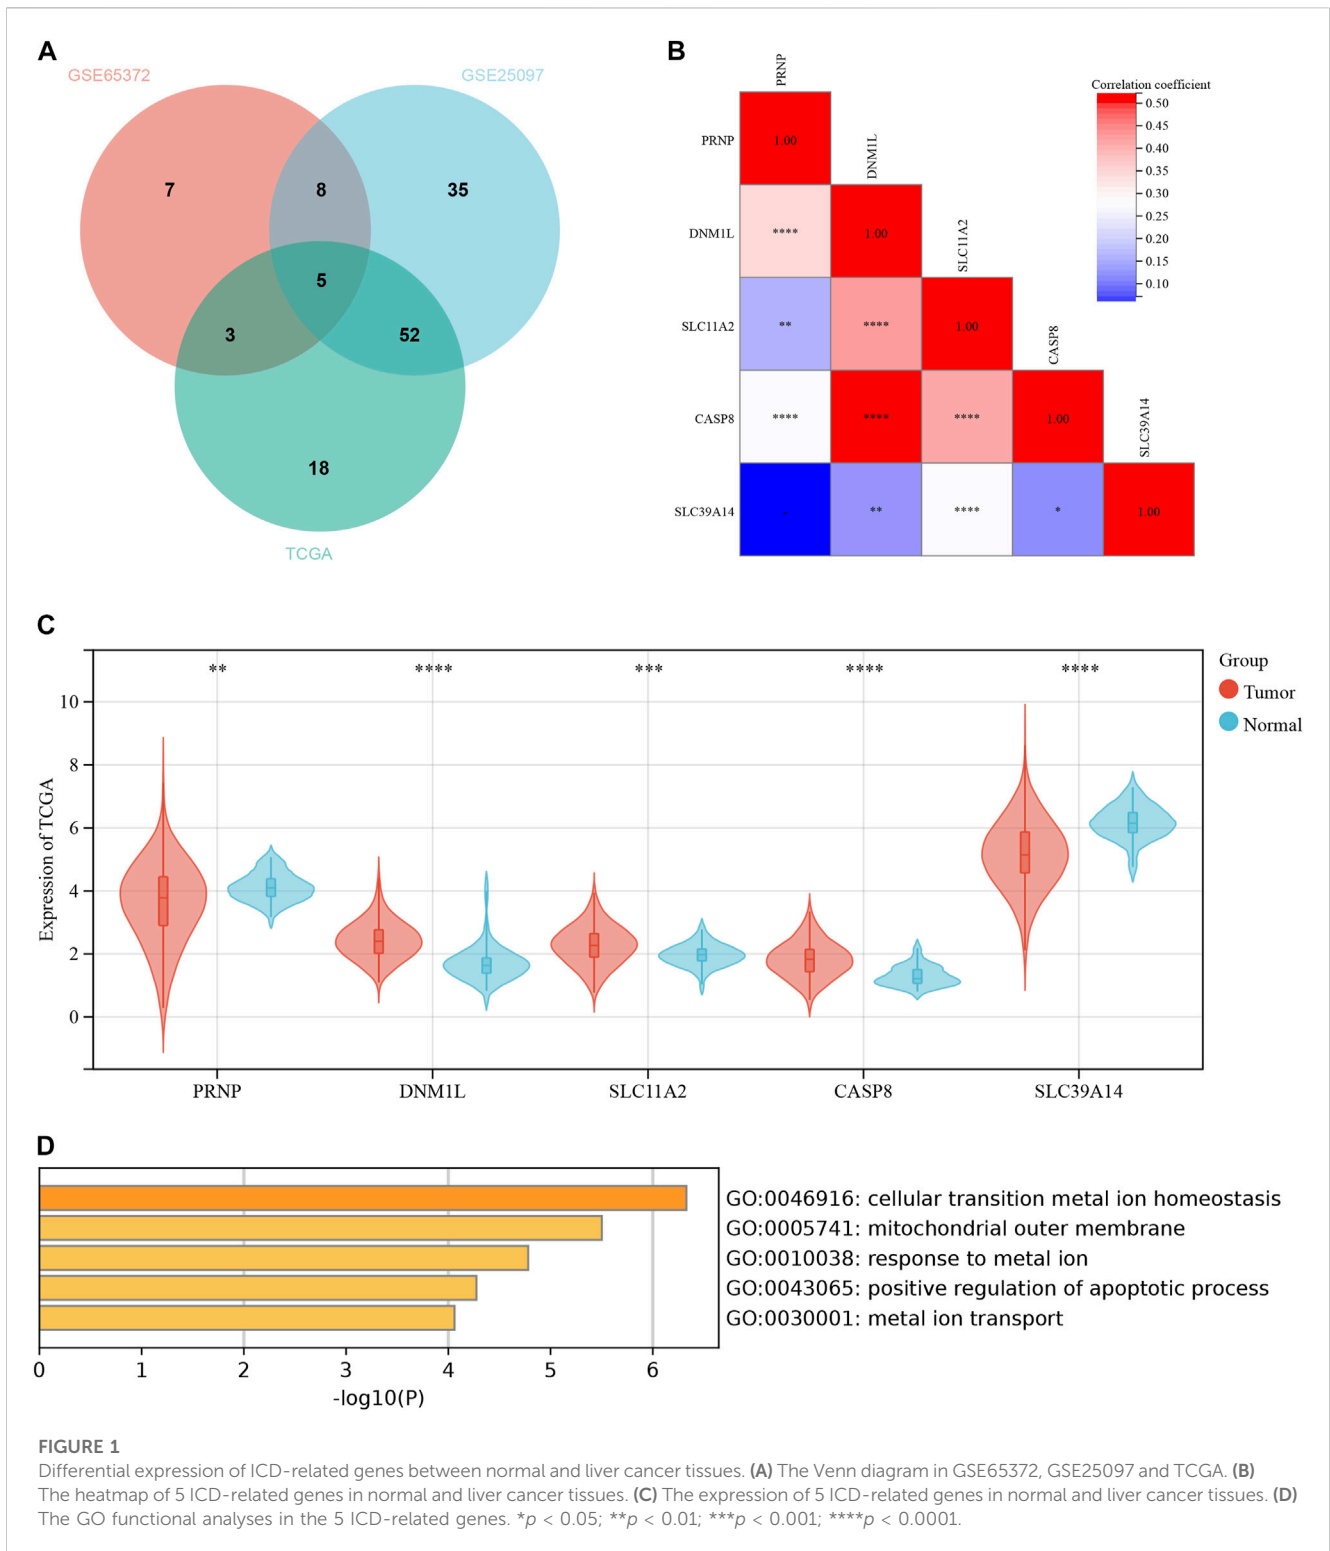 A
GSE65372
GSE25097
7
8
35
5
3
52
18
TCGA
B
PRNP
DNM1L
SLC11A2
CASP8
SLC39A14
PRNP
1.00
DNM1L
****
1.00
SLC11A2
**
****
1.00
CASP8
****
****
****
1.00
SLC39A14
-
**
****
*
1.00
Correlation coefficient
0.50
0.45
0.40
0.35
0.30
0.25
0.20
0.15
0.10
C
Expression of TCGA
10
8
6
4
2
0
**
****
***
****
****
PRNP
DNM1L
SLC11A2
CASP8
SLC39A14
Group
Tumor
Normal
D
GO:0046916: cellular transition metal ion homeostasis
GO:0005741: mitochondrial outer membrane
GO:0010038: response to metal ion
GO:0043065: positive regulation of apoptotic process
GO:0030001: metal ion transport
0 1 2 3 4 5 6
-log10(P)
FIGURE 1
Differential expression of ICD-related genes between normal and liver cancer tissues. (A) The Venn diagram in GSE65372, GSE25097 and TCGA. (B)
The heatmap of 5 ICD-related genes in normal and liver cancer tissues. (C) The expression of 5 ICD-related genes in normal and liver cancer tissues. (D)
The GO functional analyses in the 5 ICD-related genes. *p < 0.05; **p < 0.01; ***p < 0.001; ****p < 0.0001.